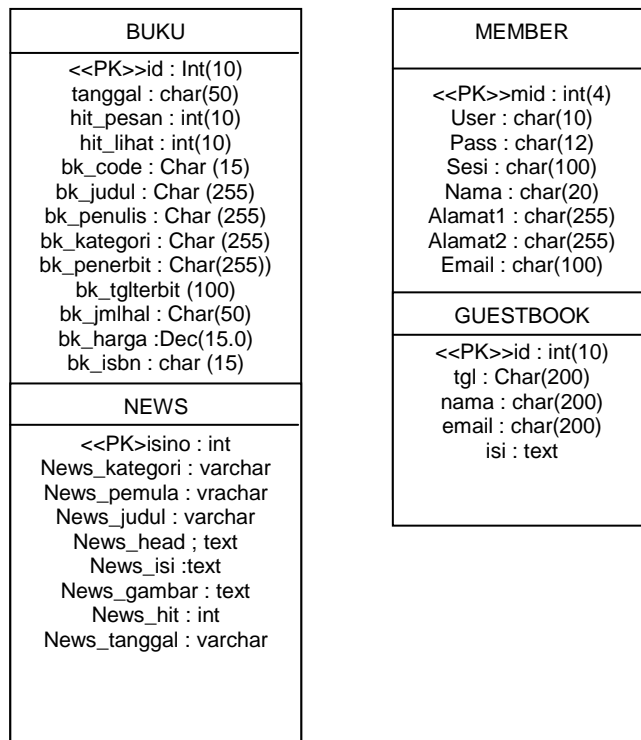 BUKU
<<PK>>id : Int(10)
tanggal : char(50)
hit_pesan : int(10)
hit_lihat : int(10)
bk_code : Char (15)
bk_judul : Char (255)
bk_penulis : Char (255)
bk_kategori : Char (255)
bk_penerbit : Char(255))
bk_tglterbit (100)
bk_jmlhal : Char(50)
bk_harga :Dec(15.0)
bk_isbn : char (15)
NEWS
<<PK>isino : int
News_kategori : varchar
News_pemula : vrachar
News_judul : varchar
News_head ; text
News_isi :text
News_gambar : text
News_hit : int
News_tanggal : varchar
MEMBER
<<PK>>mid : int(4)
User : char(10)
Pass : char(12)
Sesi : char(100)
Nama : char(20)
Alamat1 : char(255)
Alamat2 : char(255)
Email : char(100)
GUESTBOOK
<<PK>>id : int(10)
tgl : Char(200)
nama : char(200)
email : char(200)
isi : text